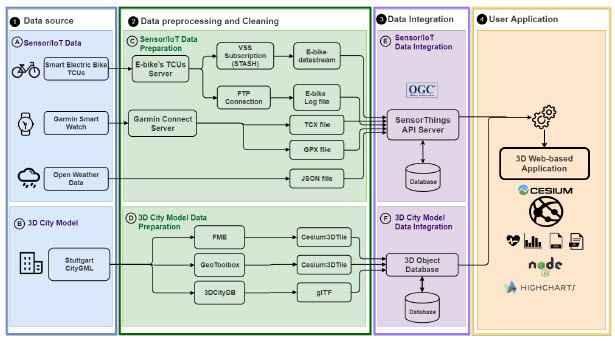 1 Data source
2 Data preprocessing and Cleaning
3 Data Integration
4 User Application
A Sensor/IoT Data
Smart Electric Bike
TCUs
Garmin Smart
Watch
Open Weather
Data
B 3D City Model
Stuttgart
CityGML
C Sensor/IoT Data
Preparation
E-bike's TCUs
Server
VSS
Subscription
(STASH)
E-bike
datastream
FTP
Connection
E-bike
Log file
Garmin Connect
Server
TCX file
GPX file
JSON file
D 3D City Model Data
Preparation
FME
Cesium3DTile
GeoToolbox
Cesium3DTile
3DCityDB
glTF
E Sensor/IoT
Data Integration
OGC
SensorThings
API Server
Database
F 3D City Model
Data Integration
3D Object
Database
Database
3D Web-based
Application
CESIUM
node
HIGHCHARTS